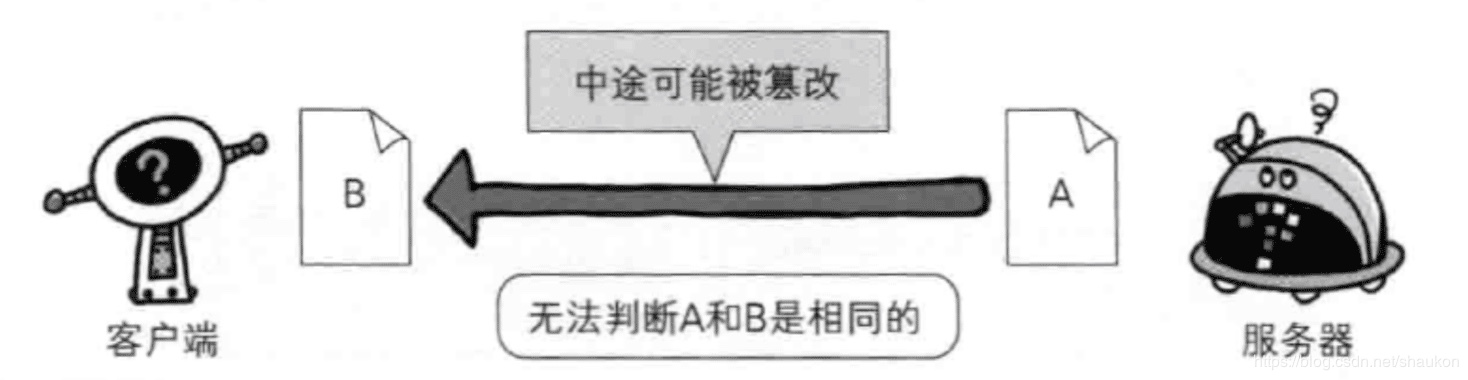 中途可能被篡改
?
B
A
无法判断A和B是相同的
客户端
服务器
https://blog.csdn.net/shaukon